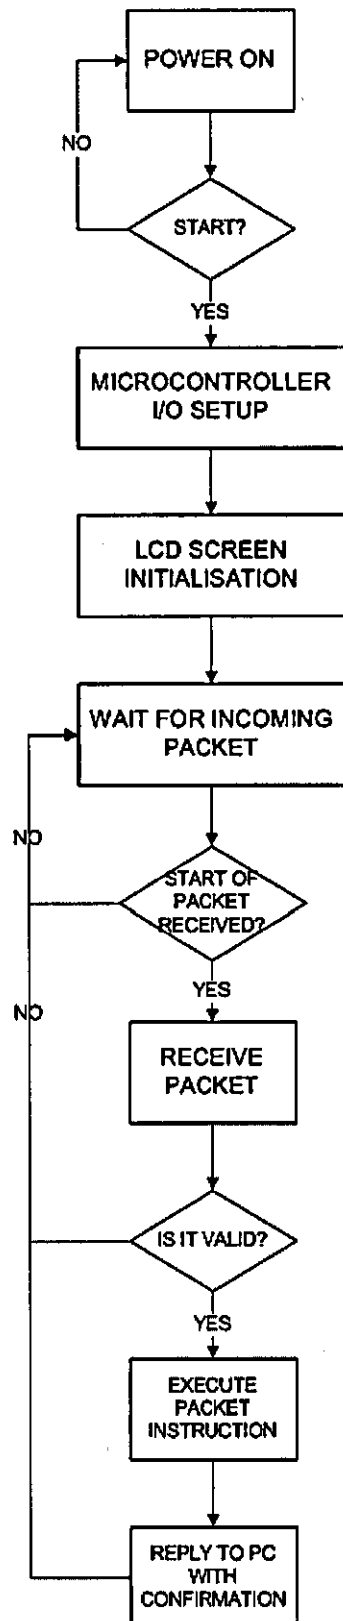 POWER ON
NO
START?
YES
MICROCONTROLLER
I/O SETUP
LCD SCREEN
INITIALISATION
WAIT FOR INCOMING
PACKET
NO
START OF
PACKET
RECEIVED?
YES
NO
RECEIVE
PACKET
IS IT VALID?
YES
EXECUTE
PACKET
INSTRUCTION
REPLY TO PC
WITH
CONFIRMATION